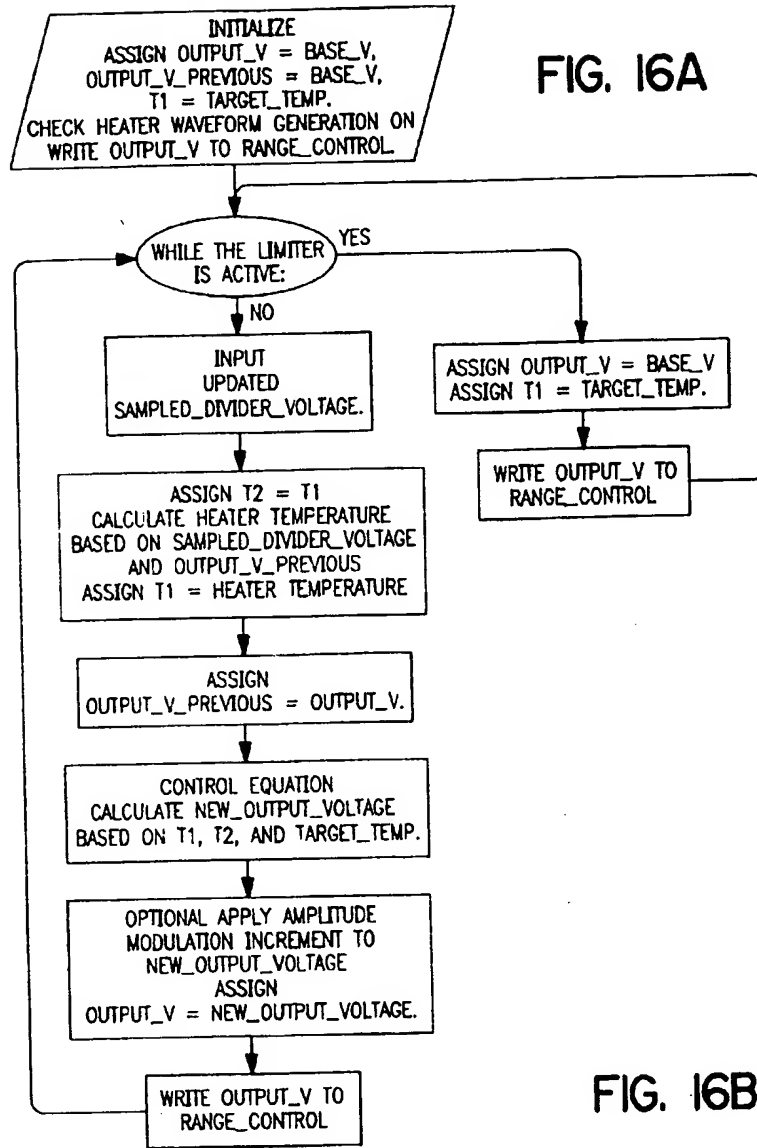 INITIALIZE
ASSIGN OUTPUT_V = BASE_V,
OUTPUT_V_PREVIOUS = BASE_V,
T1 = TARGET_TEMP.
CHECK HEATER WAVEFORM GENERATION ON
WRITE OUTPUT_V TO RANGE_CONTROL.
FIG. 16A
WHILE THE LIMITER
IS ACTIVE:
YES
NO
INPUT
UPDATED
SAMPLED_DIVIDER_VOLTAGE.
ASSIGN OUTPUT_V = BASE_V
ASSIGN T1 = TARGET_TEMP.
WRITE OUTPUT_V TO
RANGE_CONTROL
ASSIGN T2 = T1
CALCULATE HEATER TEMPERATURE
BASED ON SAMPLED_DIVIDER_VOLTAGE
AND OUTPUT_V_PREVIOUS
ASSIGN T1 = HEATER TEMPERATURE
ASSIGN
OUTPUT_V_PREVIOUS = OUTPUT_V.
CONTROL EQUATION
CALCULATE NEW_OUTPUT_VOLTAGE
BASED ON T1, T2, AND TARGET_TEMP.
OPTIONAL APPLY AMPLITUDE
MODULATION INCREMENT TO
NEW_OUTPUT_VOLTAGE
ASSIGN
OUTPUT_V = NEW_OUTPUT_VOLTAGE.
WRITE OUTPUT_V TO
RANGE_CONTROL
FIG. 16B